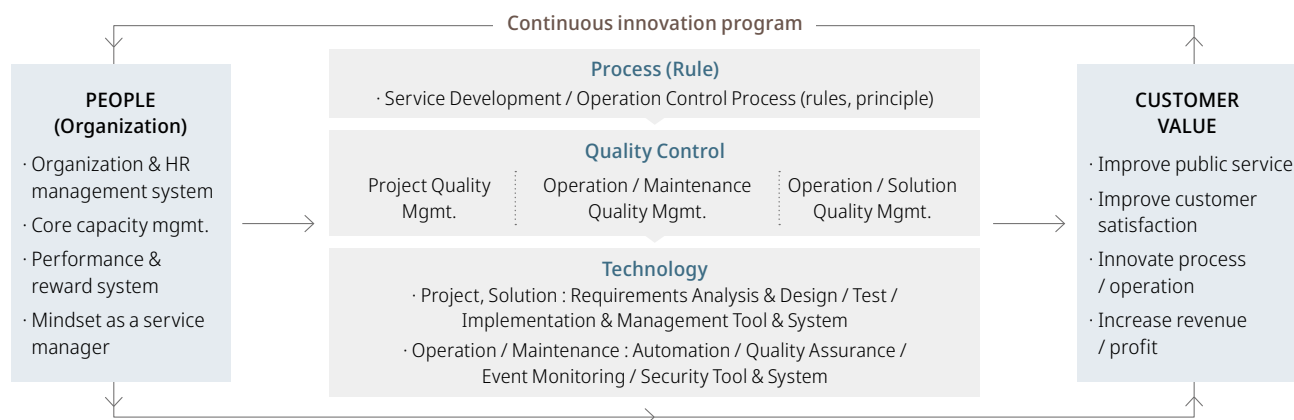 Continuous innovation program
PEOPLE
(Organization)
· Organization & HR
management system
· Core capacity mgmt.
· Performance &
reward system
· Mindset as a service
manager
Process (Rule)
· Service Development / Operation Control Process (rules, principle)
Quality Control
Project Quality
Mgmt.
Operation / Maintenance
Quality Mgmt.
Operation / Solution
Quality Mgmt.
Technology
· Project, Solution : Requirements Analysis & Design / Test /
Implementation & Management Tool & System
· Operation / Maintenance : Automation / Quality Assurance /
Event Monitoring / Security Tool & System
CUSTOMER
VALUE
· Improve public service
· Improve customer
satisfaction
· Innovate process
/ operation
· Increase revenue
/ profit